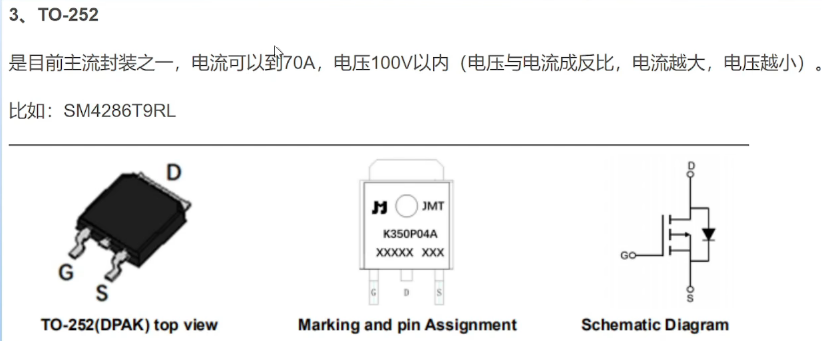 3、TO-252
是目前主流封装之一，电流可以到70A，电压100V以内（电压与电流成反比，电流越大，电压越小）。
比如：SM4286T9RL
D
G
S
TO-252(DPAK) top view
JMT
K350P04A
XXXXX XXX
G D S
Marking and pin Assignment
D
G
S
Schematic Diagram